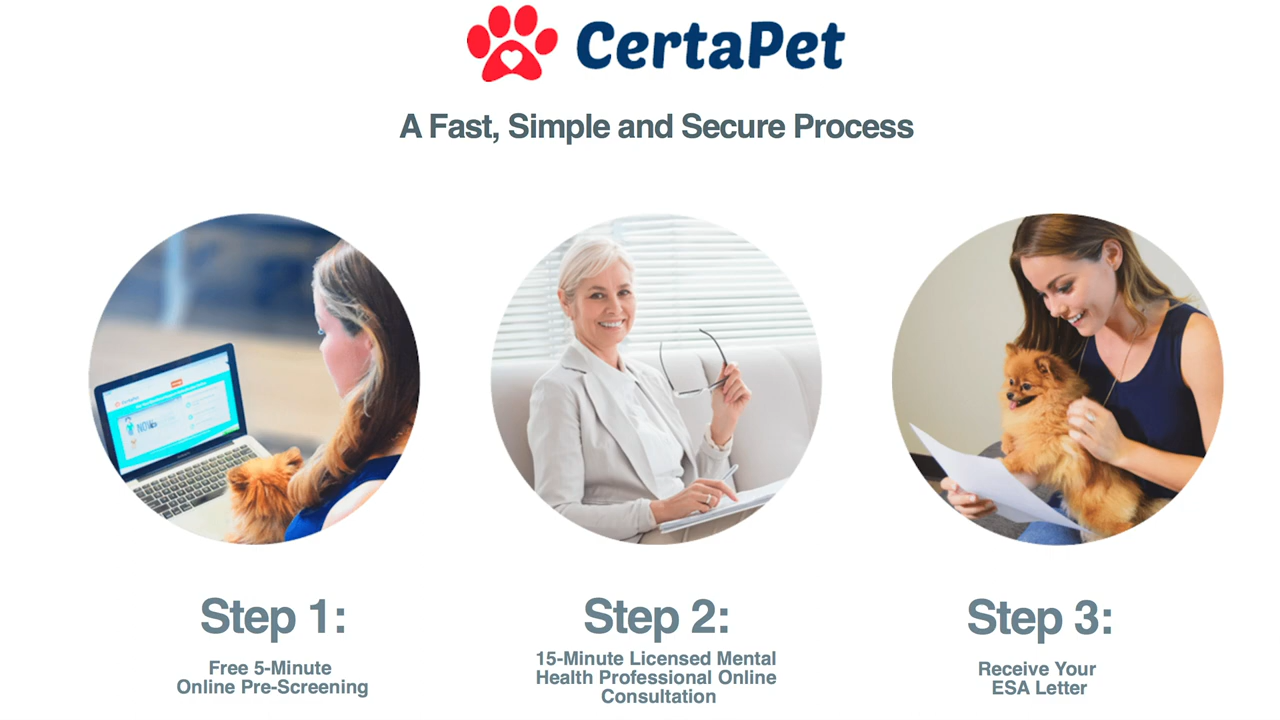 CertaPet
A Fast, Simple and Secure Process
Step 1:
Free 5-Minute
Online Pre-Screening
Step 2:
15-Minute Licensed Mental
Health Professional Online
Consultation
Step 3:
Receive Your
ESA Letter